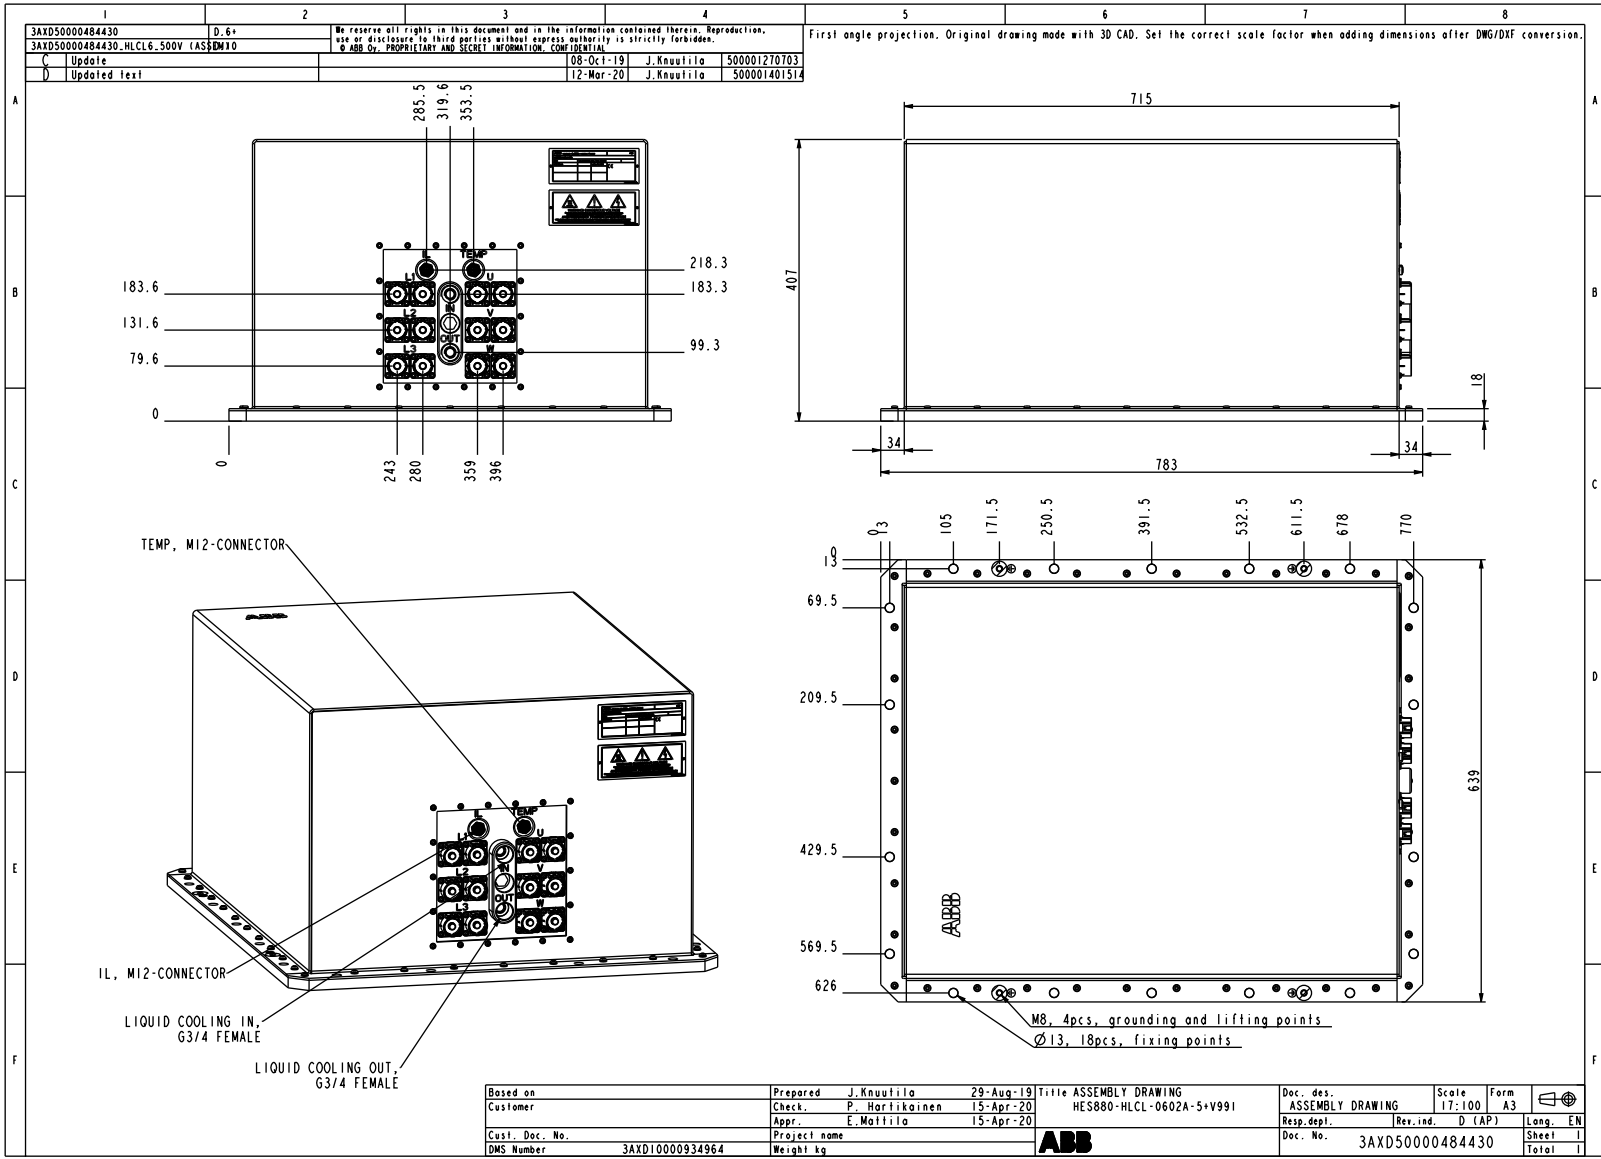 1 2 3 4 5 6 7 8
3AXD50000484430 D.6+
3AXD50000484430_HLCL6_500V (ASSEM)
C Update 08-Oct-19 J.Knuutila 500001270703
D Updated text 12-Mar-20 J.Knuutila 500001401514
We reserve all rights in this document and in the information contained therein. Reproduction,
use or disclosure to third parties without express authority is strictly forbidden.
© ABB Oy. PROPRIETARY AND SECRET INFORMATION, CONFIDENTIAL
First angle projection. Original drawing made with 3D CAD. Set the correct scale factor when adding dimensions after DWG/DXF conversion.
A A
B B
C C
D D
E E
F F
285.5 319.6 353.5
IL TEMP
L1 U
IN
L2 V
OUT
L3 W
183.6
131.6
79.6
0
218.3
183.3
99.3
0 243 280 359 396
715
407
18
34 34
783
0 13 105 171.5 250.5 391.5 532.5 611.5 678 770
0
13
69.5
209.5
429.5
569.5
626
639
ABB
M8, 4pcs, grounding and lifting points
Ø13, 18pcs, fixing points
TEMP, M12-CONNECTOR
ABB
IL TEMP
L1 U
IN
L2 V
OUT
L3 W
IL, M12-CONNECTOR
LIQUID COOLING IN,
G3/4 FEMALE
LIQUID COOLING OUT,
G3/4 FEMALE
Based on
Customer
Cust. Doc. No.
DMS Number 3AXD10000934964
Prepared J.Knuutila 29-Aug-19
Check. P. Hartikainen 15-Apr-20
Appr. E.Mattila 15-Apr-20
Project name
Weight kg
Title ASSEMBLY DRAWING
HES880-HLCL-0602A-5+V991
ABB
Doc. des.
ASSEMBLY DRAWING
Scale 17:100
Form A3
Resp.dept. Rev.ind. D (AP) Lang. EN
Doc. No. 3AXD50000484430
Sheet 1
Total 1